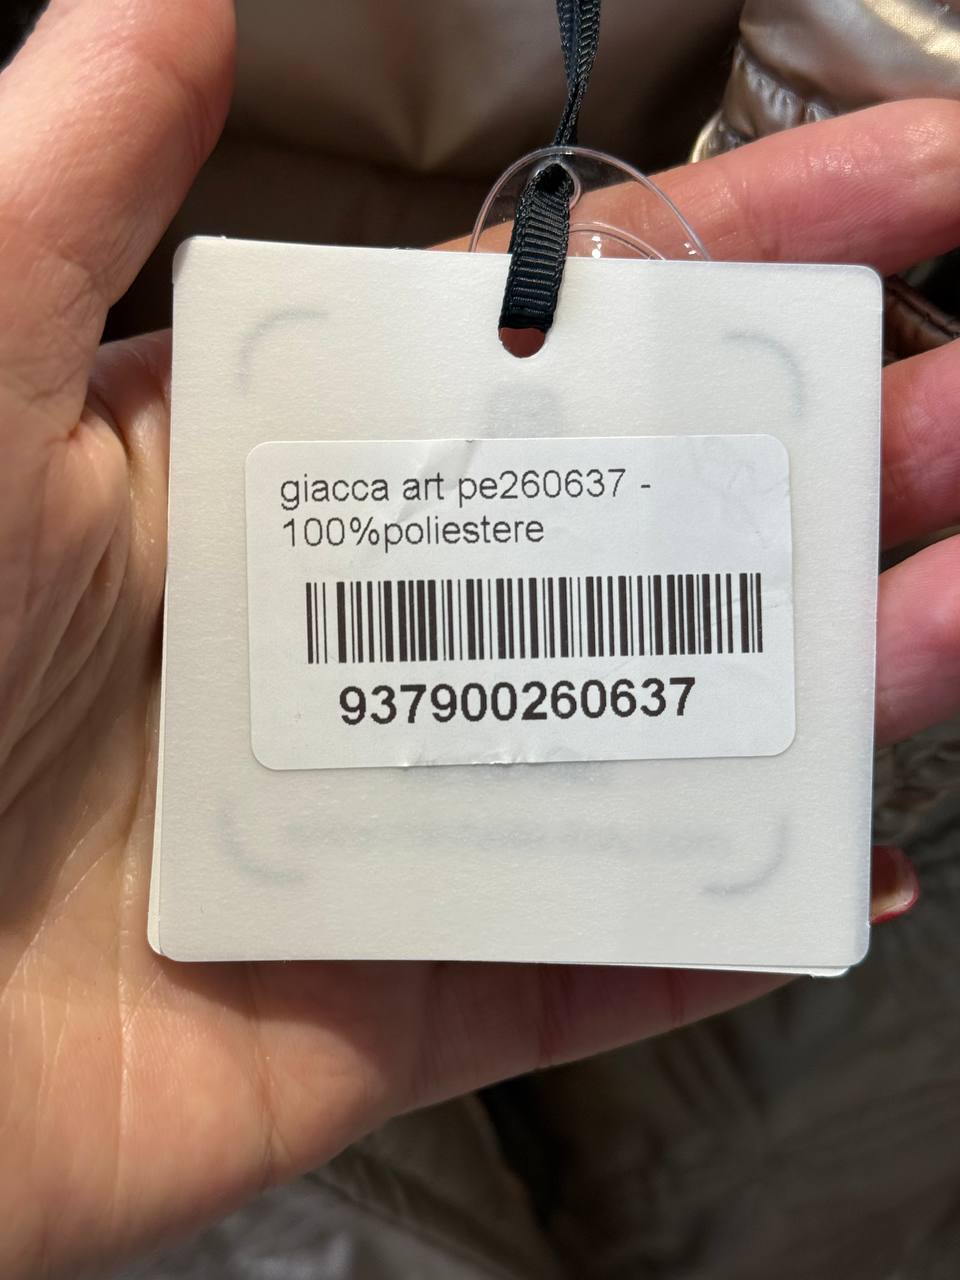 giacca art pe260637 -
100%poliestere
937900260637